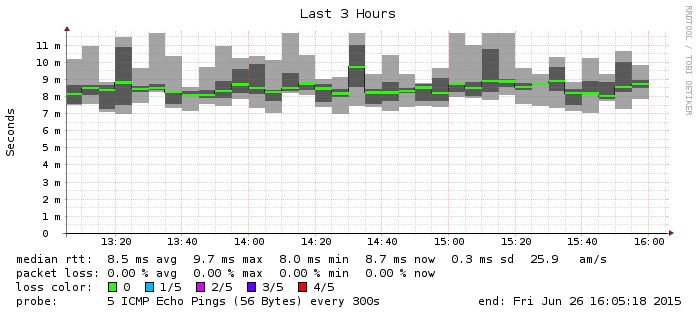 Last 3 Hours
RRDTOOL / TOBI OETIKER
Seconds
11 m
10 m
9 m
8 m
7 m
6 m
5 m
4 m
3 m
2 m
1 m
0
13:20 13:40 14:00 14:20 14:40 15:00 15:20 15:40 16:00
median rtt: 8.5 ms avg 9.7 ms max 8.0 ms min 8.7 ms now 0.3 ms sd 25.9 am/s
packet loss: 0.00 % avg 0.00 % max 0.00 % min 0.00 % now
loss color: 0 1/5 2/5 3/5 4/5
probe: 5 ICMP Echo Pings (56 Bytes) every 300s end: Fri Jun 26 16:05:18 2015